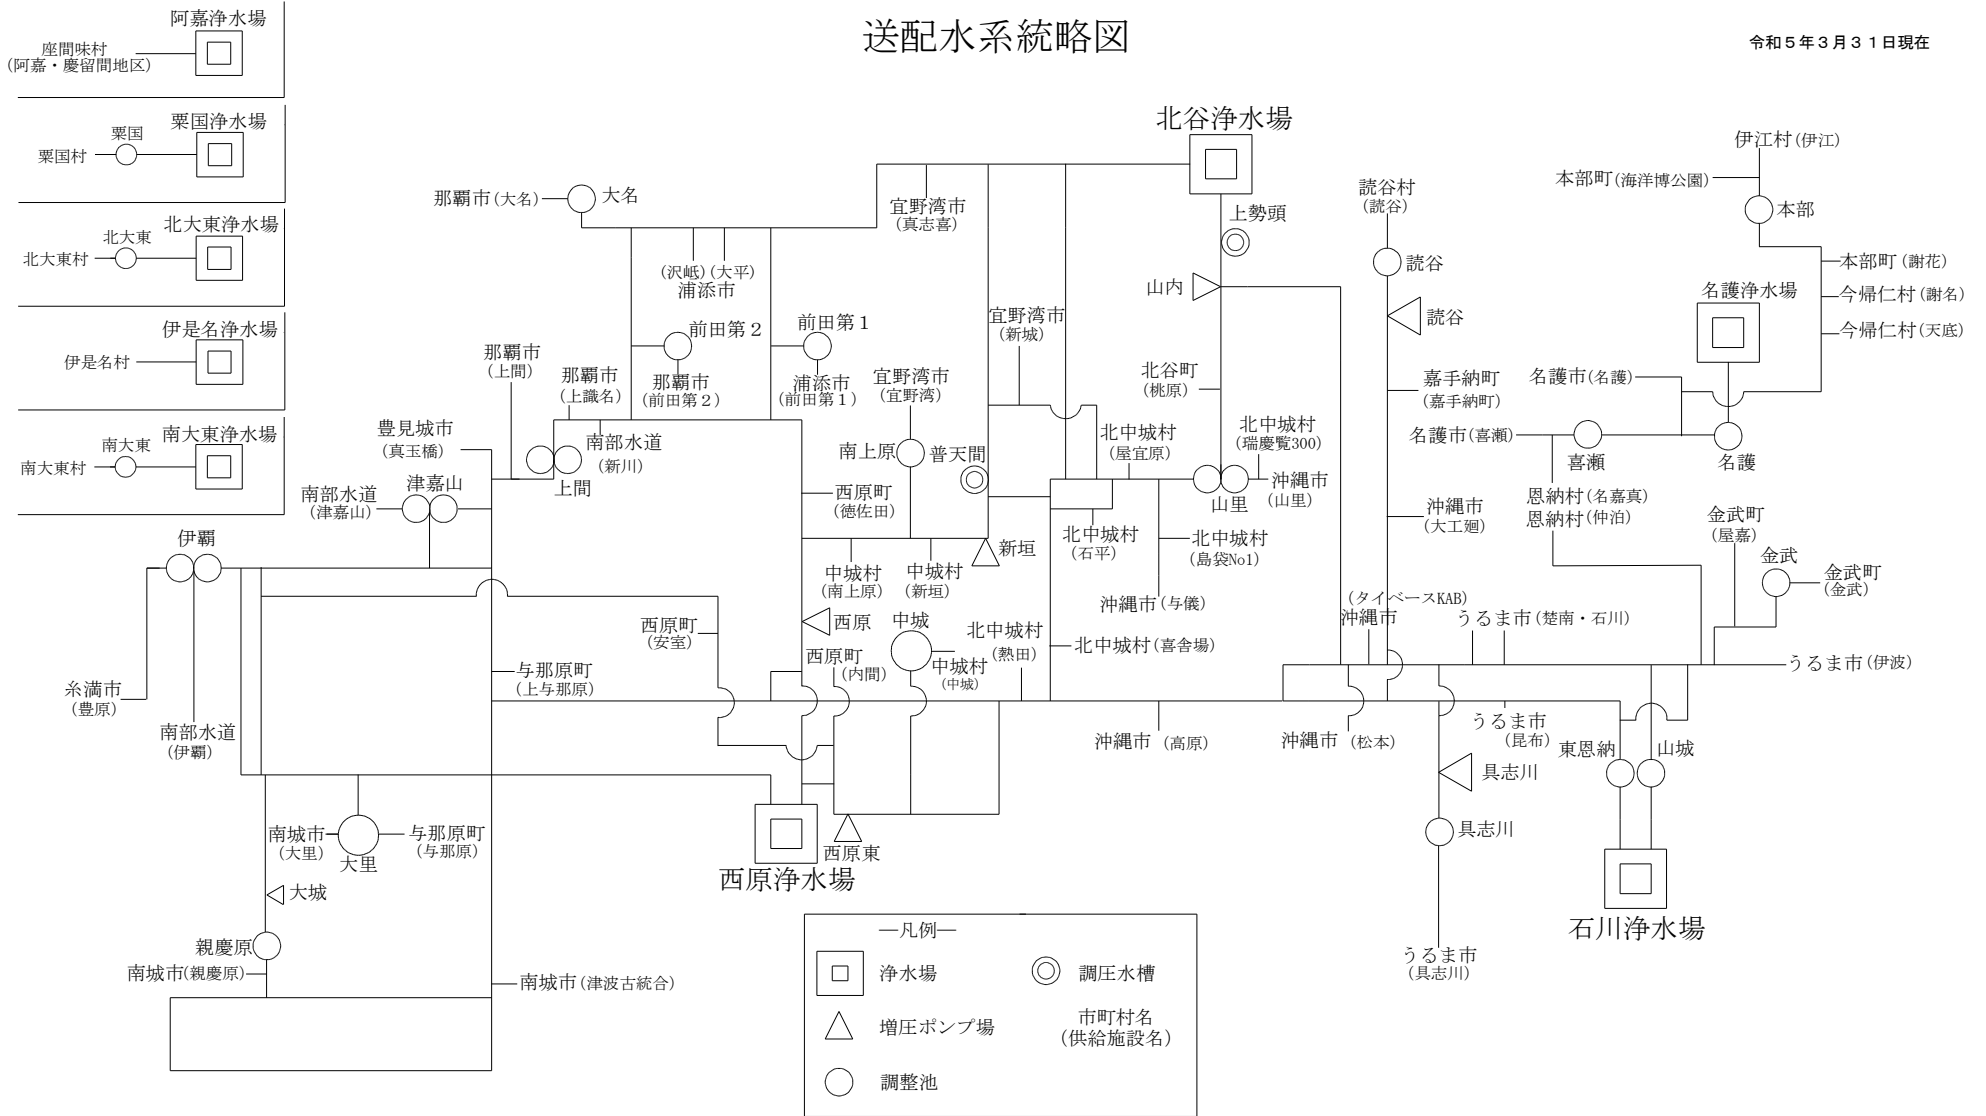 送配水系統略図
令和５年３月３１日現在
阿嘉浄水場
座間味村
(阿嘉・慶留間地区)
粟国浄水場
粟国
粟国村
北大東浄水場
北大東
北大東村
伊是名浄水場
伊是名村
南大東浄水場
南大東
南大東村
北谷浄水場
那覇市(大名)
大名
宜野湾市
(真志喜)
上勢頭
読谷村
(読谷)
読谷
読谷
伊江村(伊江)
本部町(海洋博公園)
本部
本部町(謝花)
今帰仁村(謝名)
今帰仁村(天底)
名護浄水場
(沢岻)(大平)
浦添市
山内
前田第２
前田第１
宜野湾市
(新城)
那覇市
(上間)
那覇市
(上識名)
那覇市
(前田第２)
浦添市
(前田第１)
宜野湾市
(宜野湾)
北谷町
(桃原)
嘉手納町
(嘉手納町)
名護市(名護)
豊見城市
(真玉橋)
南部水道
(新川)
上間
南上原
普天間
北中城村
(屋宜原)
北中城村
(瑞慶覧300)
名護市(喜瀬)
喜瀬
名護
津嘉山
南部水道
(津嘉山)
西原町
(徳佐田)
山里
沖縄市
(山里)
沖縄市
(大工廻)
恩納村(名嘉真)
恩納村(仲泊)
金武町
(屋嘉)
伊覇
新垣
北中城村
(石平)
北中城村
(島袋No1)
金武
金武町
(金武)
中城村
(南上原)
中城村
(新垣)
沖縄市(与儀)
(タイベースKAB)
沖縄市
うるま市(楚南・石川)
西原町
(安室)
西原
中城
北中城村
(熱田)
北中城村(喜舎場)
西原町
(内間)
中城村
(中城)
うるま市(伊波)
糸満市
(豊原)
与那原町
(上与那原)
南部水道
(伊覇)
沖縄市 (高原)
沖縄市 (松本)
うるま市
(昆布)
東恩納
山城
具志川
具志川
南城市
(大里)
大里
与那原町
(与那原)
西原東
西原浄水場
石川浄水場
大城
親慶原
南城市(親慶原)
南城市(津波古統合)
うるま市
(具志川)
―凡例―
浄水場
調圧水槽
増圧ポンプ場
市町村名
(供給施設名)
調整池